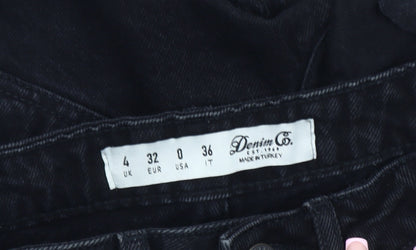 4 32 0 36
UK EUR USA IT
Denim Co.
EST. 1969
MADE IN TURKEY